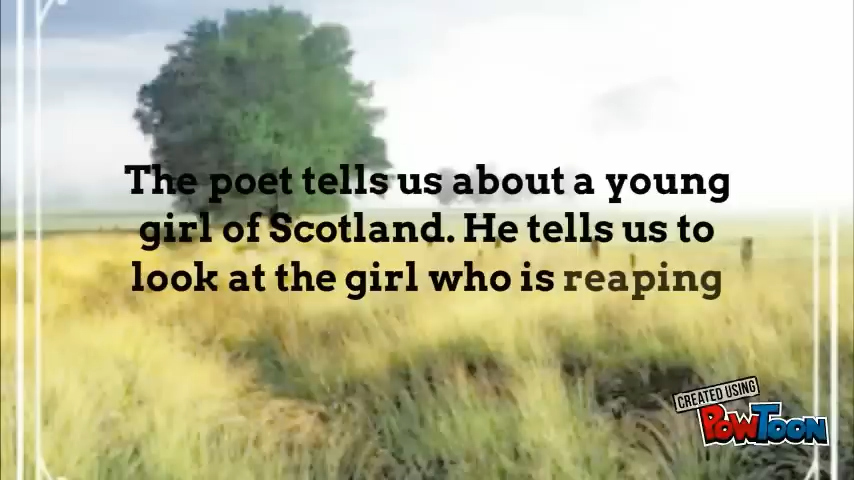 The poet tells us about a young
girl of Scotland. He tells us to
look at the girl who is reaping
CREATED USING
POWTOON